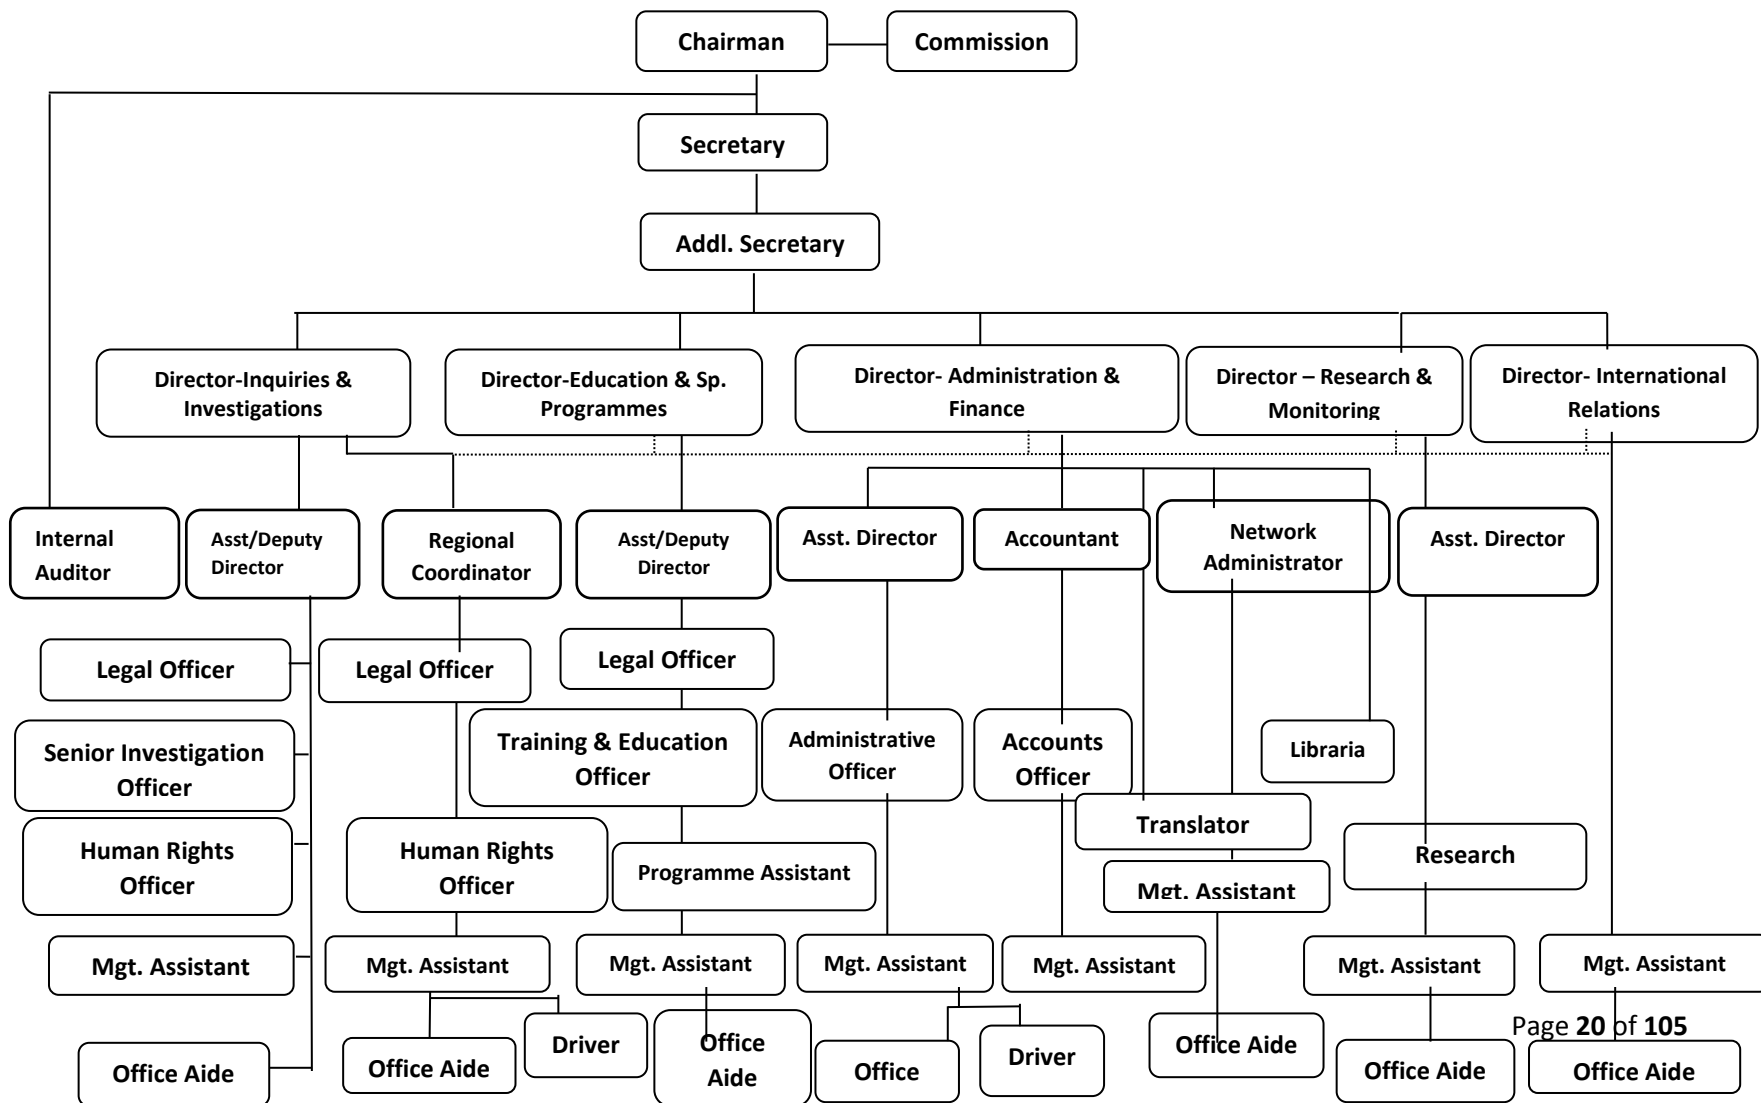 Chairman
Commission
Secretary
Addl. Secretary
Director-Inquiries &
Investigations
Director-Education & Sp.
Programmes
Director- Administration &
Finance
Director – Research &
Monitoring
Director- International
Relations
Internal
Auditor
Asst/Deputy
Director
Regional
Coordinator
Asst/Deputy
Director
Asst. Director
Accountant
Network
Administrator
Asst. Director
Legal Officer
Legal Officer
Legal Officer
Senior Investigation
Officer
Training & Education
Officer
Administrative
Officer
Accounts
Officer
Libraria
Translator
Human Rights
Officer
Human Rights
Officer
Programme Assistant
Research
Mgt. Assistant
Mgt. Assistant
Mgt. Assistant
Mgt. Assistant
Mgt. Assistant
Mgt. Assistant
Mgt. Assistant
Mgt. Assistant
Office Aide
Office Aide
Driver
Office
Aide
Office
Driver
Office Aide
Office Aide
Page 20 of 105
Office Aide